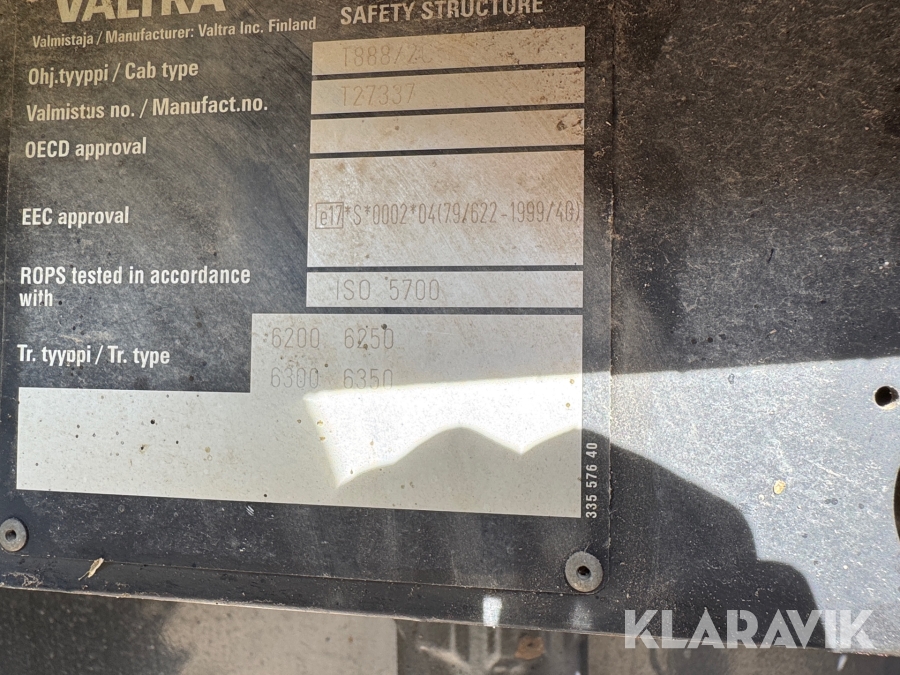 VALTRA
SAFETY STRUCTURE
Valmistaja / Manufacturer: Valtra Inc. Finland
Ohj.tyyppi / Cab type T888/2C
Valmistus no. / Manufact.no. T27337
OECD approval
EEC approval e17*S*0002*04(79/622-1999/40)
ROPS tested in accordance
with ISO 5700
Tr. tyyppi / Tr. type 6200 6250
6300 6350
335 576 40
KLARAVIK